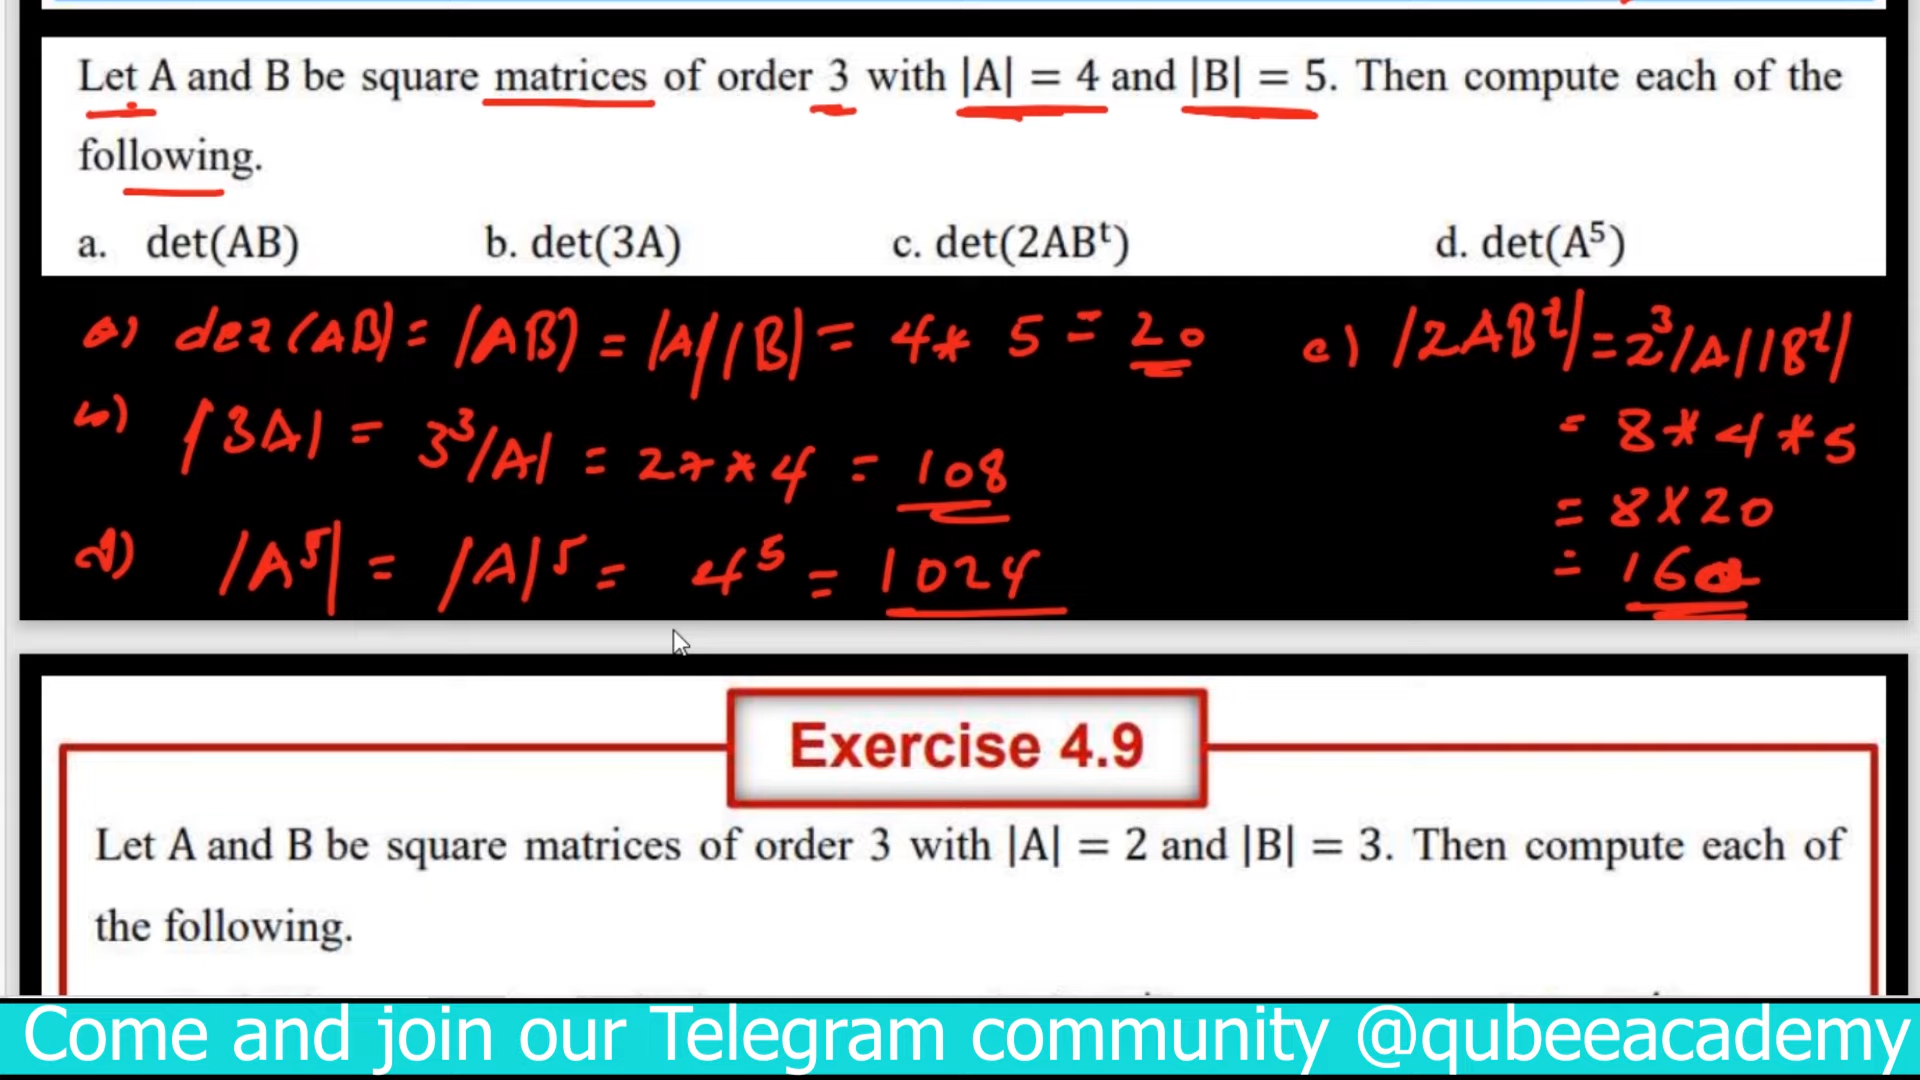 Let A and B be square matrices of order 3 with |A| = 4 and |B| = 5. Then compute each of the
following.
a. det(AB) b. det(3A) c. det(2ABᵗ) d. det(A⁵)
a) det(AB) = |AB| = |A||B| = 4 * 5 = 20
b) |3A| = 3³|A| = 27 * 4 = 108
d) |A⁵| = |A|⁵ = 4⁵ = 1024
c) |2ABᵗ| = 2³|A||Bᵗ|
= 8 * 4 * 5
= 8 × 20
= 160
Exercise 4.9
Let A and B be square matrices of order 3 with |A| = 2 and |B| = 3. Then compute each of
the following.
Come and join our Telegram community @qubeeacademy